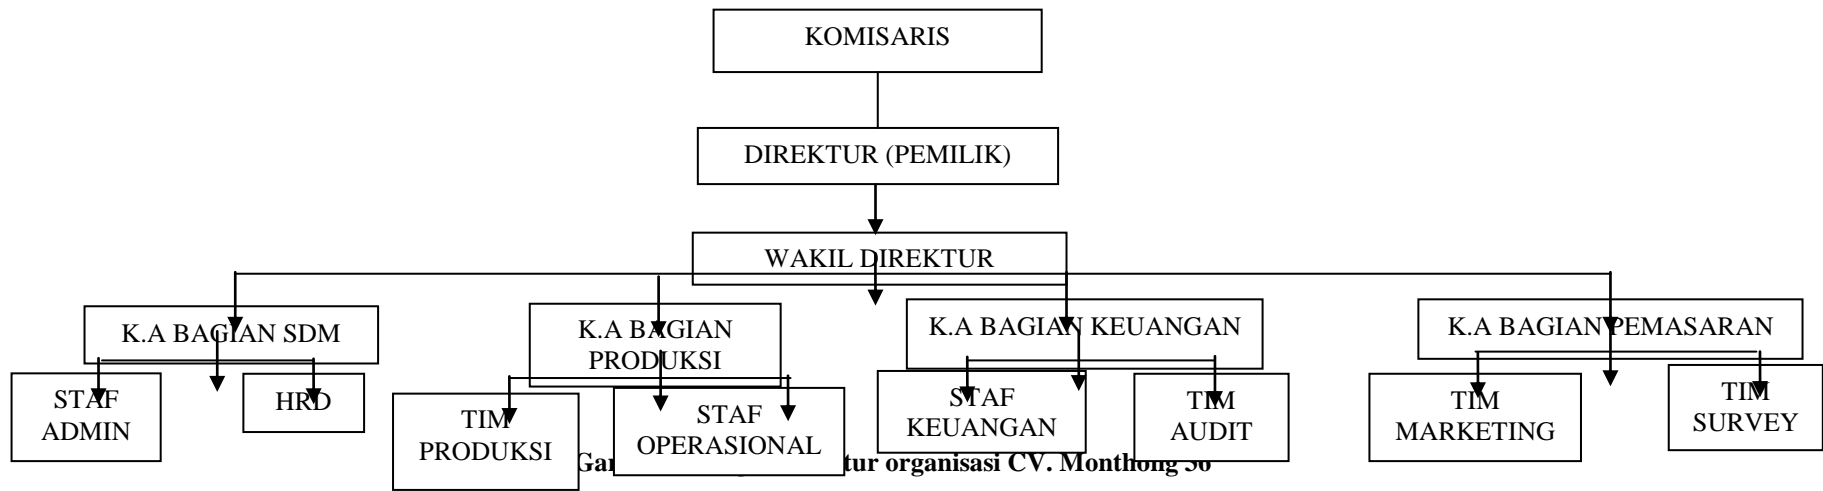 KOMISARIS
DIREKTUR (PEMILIK)
WAKIL DIREKTUR
K.A BAGIAN SDM
K.A BAGIAN
PRODUKSI
K.A BAGIAN KEUANGAN
K.A BAGIAN PEMASARAN
STAF
ADMIN
HRD
TIM
PRODUKSI
STAF
OPERASIONAL
STAF
KEUANGAN
TIM
AUDIT
TIM
MARKETING
TIM
SURVEY
organisasi CV. Monthong